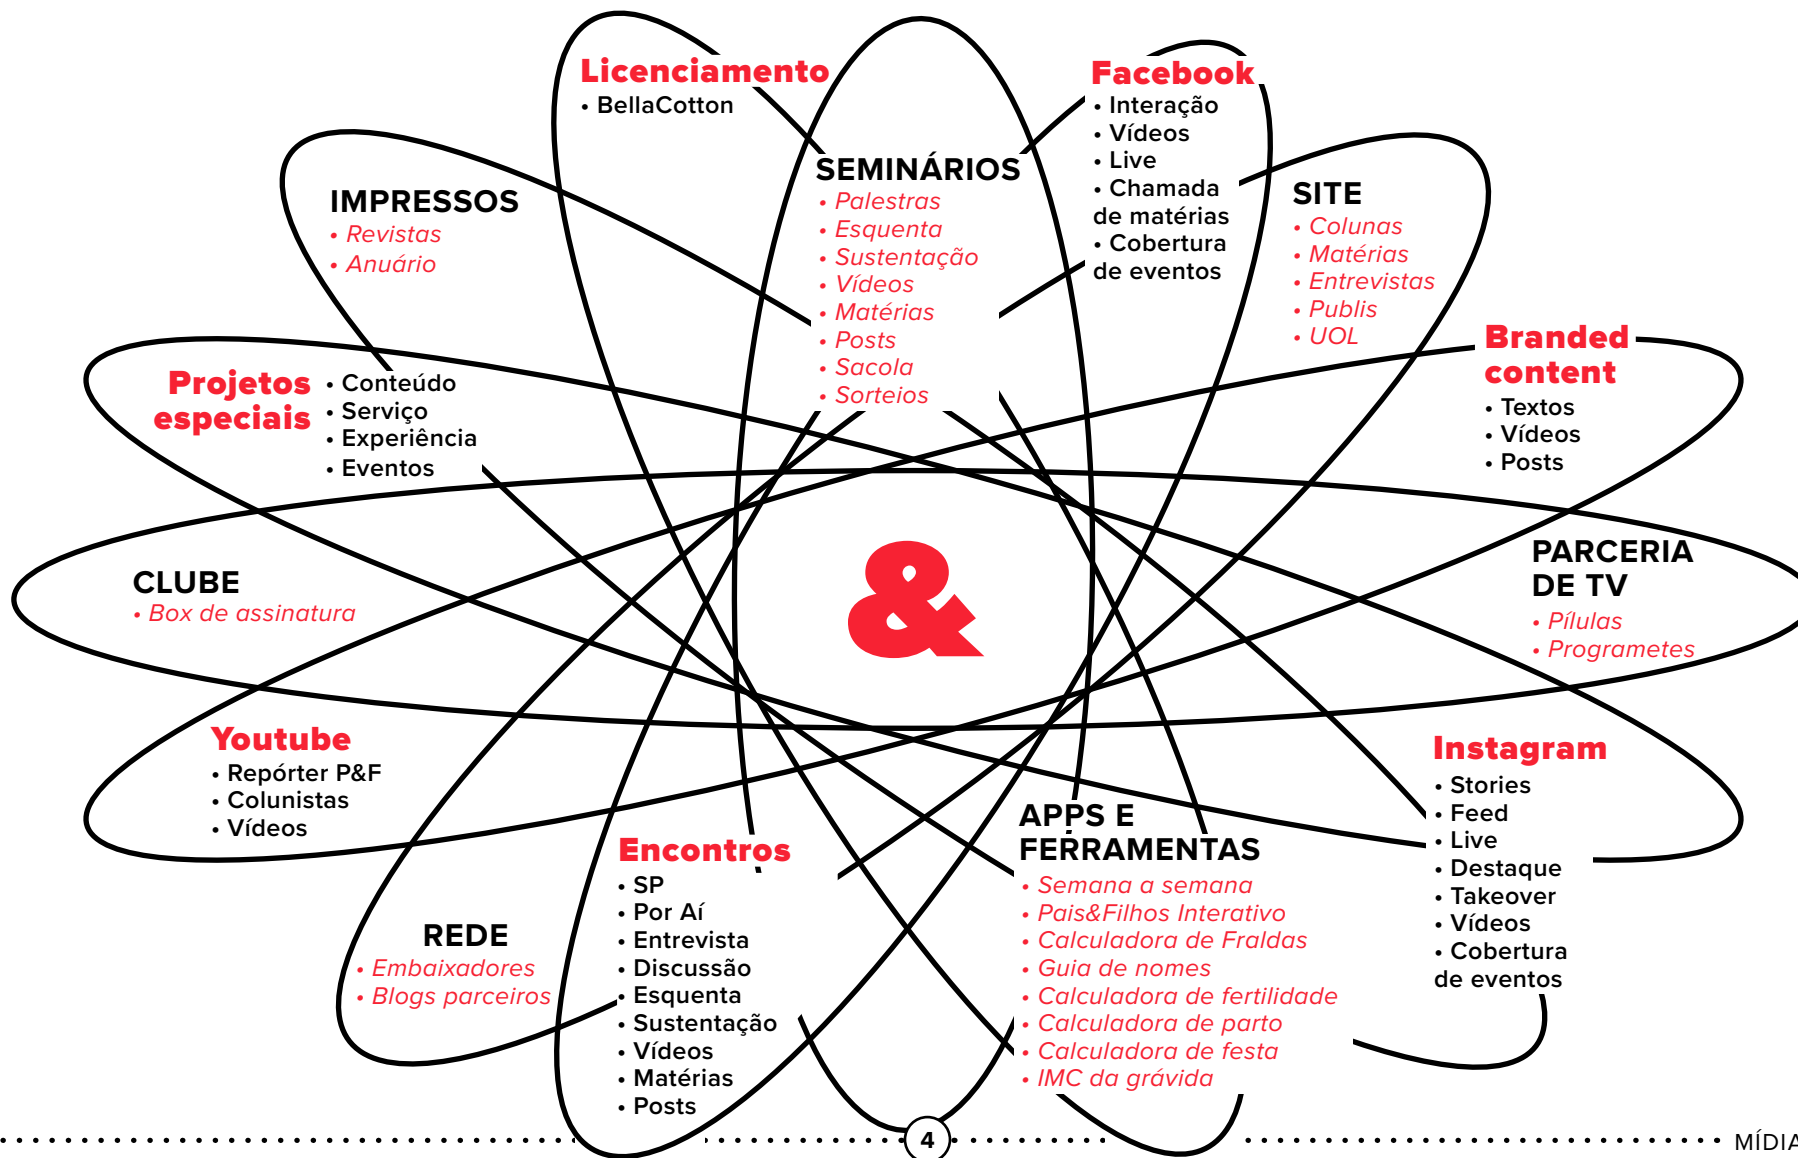 Licenciamento
• BellaCotton
Facebook
• Interação
• Vídeos
• Live
• Chamada
de matérias
• Cobertura
de eventos
SEMINÁRIOS
• Palestras
• Esquenta
• Sustentação
• Vídeos
• Matérias
• Posts
• Sacola
• Sorteios
IMPRESSOS
• Revistas
• Anuário
SITE
• Colunas
• Matérias
• Entrevistas
• Publis
• UOL
Projetos
especiais
• Conteúdo
• Serviço
• Experiência
• Eventos
Branded
content
• Textos
• Vídeos
• Posts
CLUBE
• Box de assinatura
&
PARCERIA
DE TV
• Pílulas
• Programetes
Youtube
• Repórter P&F
• Colunistas
• Vídeos
Instagram
• Stories
• Feed
• Live
• Destaque
• Takeover
• Vídeos
• Cobertura
de eventos
Encontros
• SP
• Por Aí
• Entrevista
• Discussão
• Esquenta
• Sustentação
• Vídeos
• Matérias
• Posts
APPS E
FERRAMENTAS
• Semana a semana
• Pais&Filhos Interativo
• Calculadora de Fraldas
• Guia de nomes
• Calculadora de fertilidade
• Calculadora de parto
• Calculadora de festa
• IMC da grávida
REDE
• Embaixadores
• Blogs parceiros
4
MÍDIA